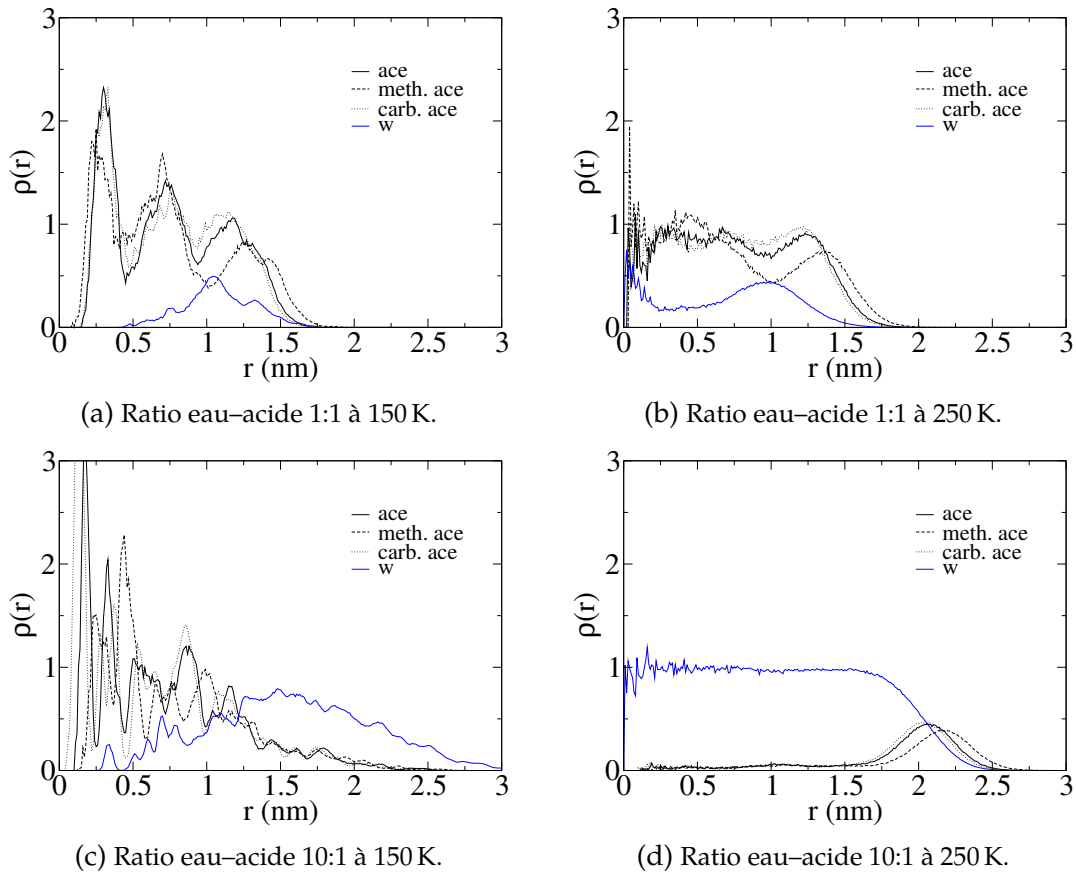 3
2
1
0
ρ(r)
0 0.5 1 1.5 2 2.5 3
r (nm)
ace
meth. ace
carb. ace
w
(a) Ratio eau–acide 1:1 à 150 K.
3
2
1
0
ρ(r)
0 0.5 1 1.5 2 2.5 3
r (nm)
ace
meth. ace
carb. ace
w
(b) Ratio eau–acide 1:1 à 250 K.
3
2
1
0
ρ(r)
0 0.5 1 1.5 2 2.5 3
r (nm)
ace
meth. ace
carb. ace
w
(c) Ratio eau–acide 10:1 à 150 K.
3
2
1
0
ρ(r)
0 0.5 1 1.5 2 2.5 3
r (nm)
ace
meth. ace
carb. ace
w
(d) Ratio eau–acide 10:1 à 250 K.